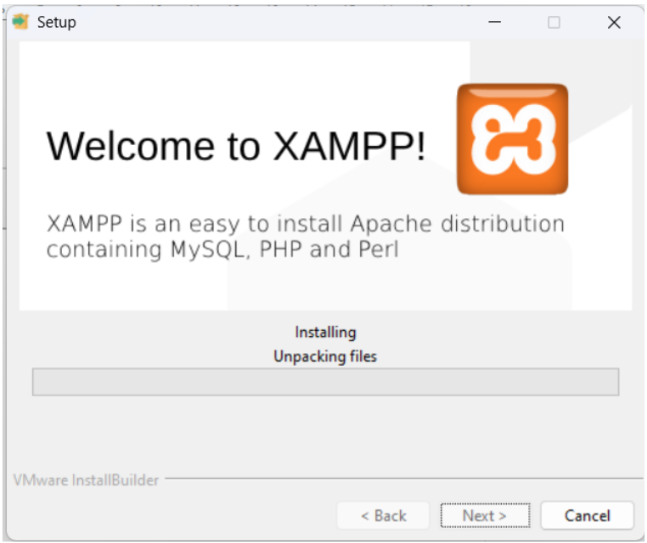 Setup
Welcome to XAMPP!
XAMPP is an easy to install Apache distribution
containing MySQL, PHP and Perl
Installing
Unpacking files
VMware InstallBuilder
< Back
Next >
Cancel